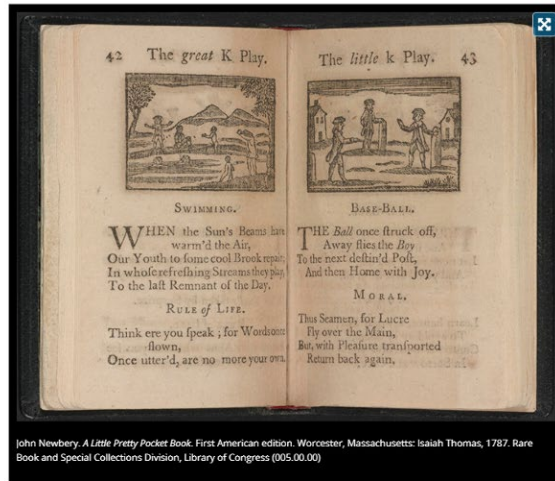 42 The great K Play.
SWIMMING.
WHEN the Sun's Beams have
warm'd the Air,
Our Youth to ſome cool Brook repair,
In whoſe refreſhing Streams they play,
To the laſt Remnant of the Day.
RULE of LIFE.
Think ere you ſpeak ; for Words once
flown,
Once utter'd, are no more your own.
The little k Play. 43
BASE-BALL.
THE Ball once ſtruck off,
Away flies the Boy
To the next deſtin'd Poſt,
And then Home with Joy.
MORAL.
Thus Seamen, for Lucre
Fly over the Main,
But, with Pleaſure tranſported
Return back again.
John Newbery. A Little Pretty Pocket Book. First American edition. Worcester, Massachusetts: Isaiah Thomas, 1787. Rare
Book and Special Collections Division, Library of Congress (005.00.00)